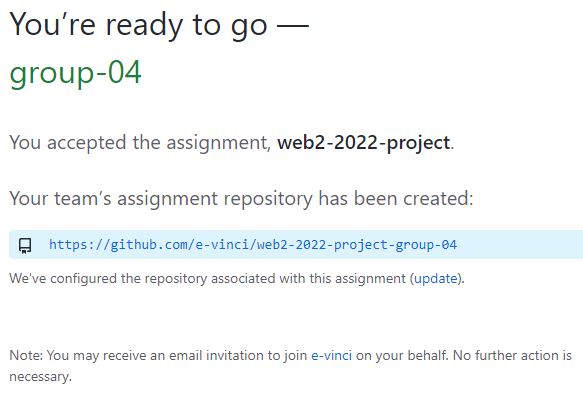 You’re ready to go —
group-04
You accepted the assignment, web2-2022-project.
Your team’s assignment repository has been created:
https://github.com/e-vinci/web2-2022-project-group-04
We've configured the repository associated with this assignment (update).
Note: You may receive an email invitation to join e-vinci on your behalf. No further action is
necessary.